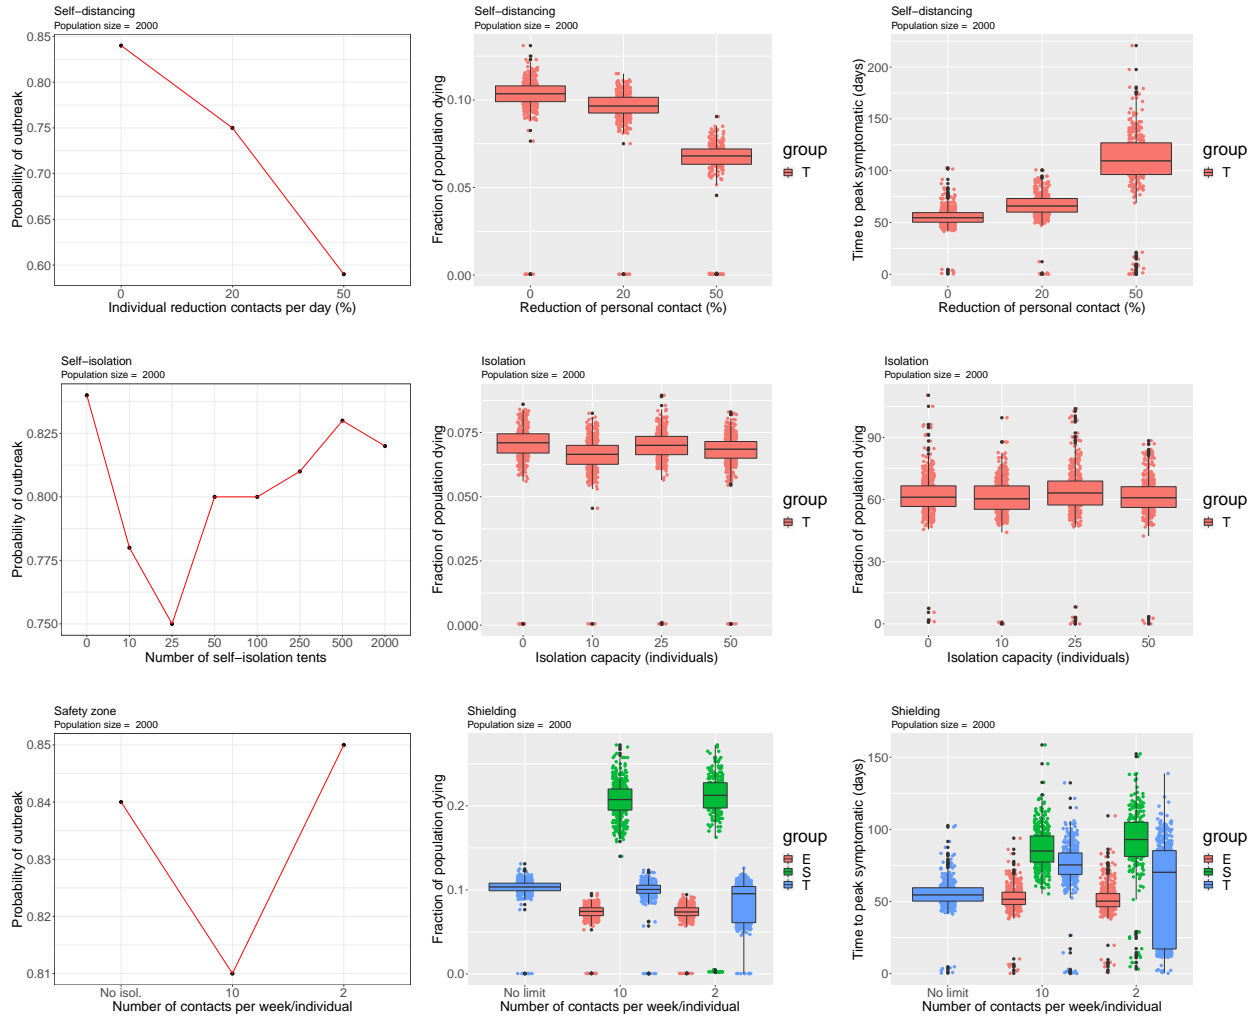 Self−distancing
Population size = 2000
0.85
0.80
0.75
0.70
0.65
0.60
Probability of outbreak
0
20
50
Individual reduction contacts per day (%)
Self−distancing
Population size = 2000
0.10
0.05
0.00
Fraction of population dying
0
20
50
Reduction of personal contact (%)
group
T
Self−distancing
Population size = 2000
200
150
100
50
0
Time to peak symptomatic (days)
0
20
50
Reduction of personal contact (%)
group
T
Self−isolation
Population size = 2000
0.825
0.800
0.775
0.750
Probability of outbreak
0
10
25
50
100
250
500
2000
Number of self−isolation tents
Isolation
Population size = 2000
0.075
0.050
0.025
0.000
Fraction of population dying
0
10
25
50
Isolation capacity (individuals)
group
T
Isolation
Population size = 2000
90
60
30
0
Fraction of population dying
0
10
25
50
Isolation capacity (individuals)
group
T
Safety zone
Population size = 2000
0.85
0.84
0.83
0.82
0.81
Probability of outbreak
No isol.
10
2
Number of contacts per week/individual
Shielding
Population size = 2000
0.2
0.1
0.0
Fraction of population dying
No limit
10
2
Number of contacts per week/individual
group
E
S
T
Shielding
Population size = 2000
150
100
50
0
Time to peak symptomatic (days)
No limit
10
2
Number of contacts per week/individual
group
E
S
T